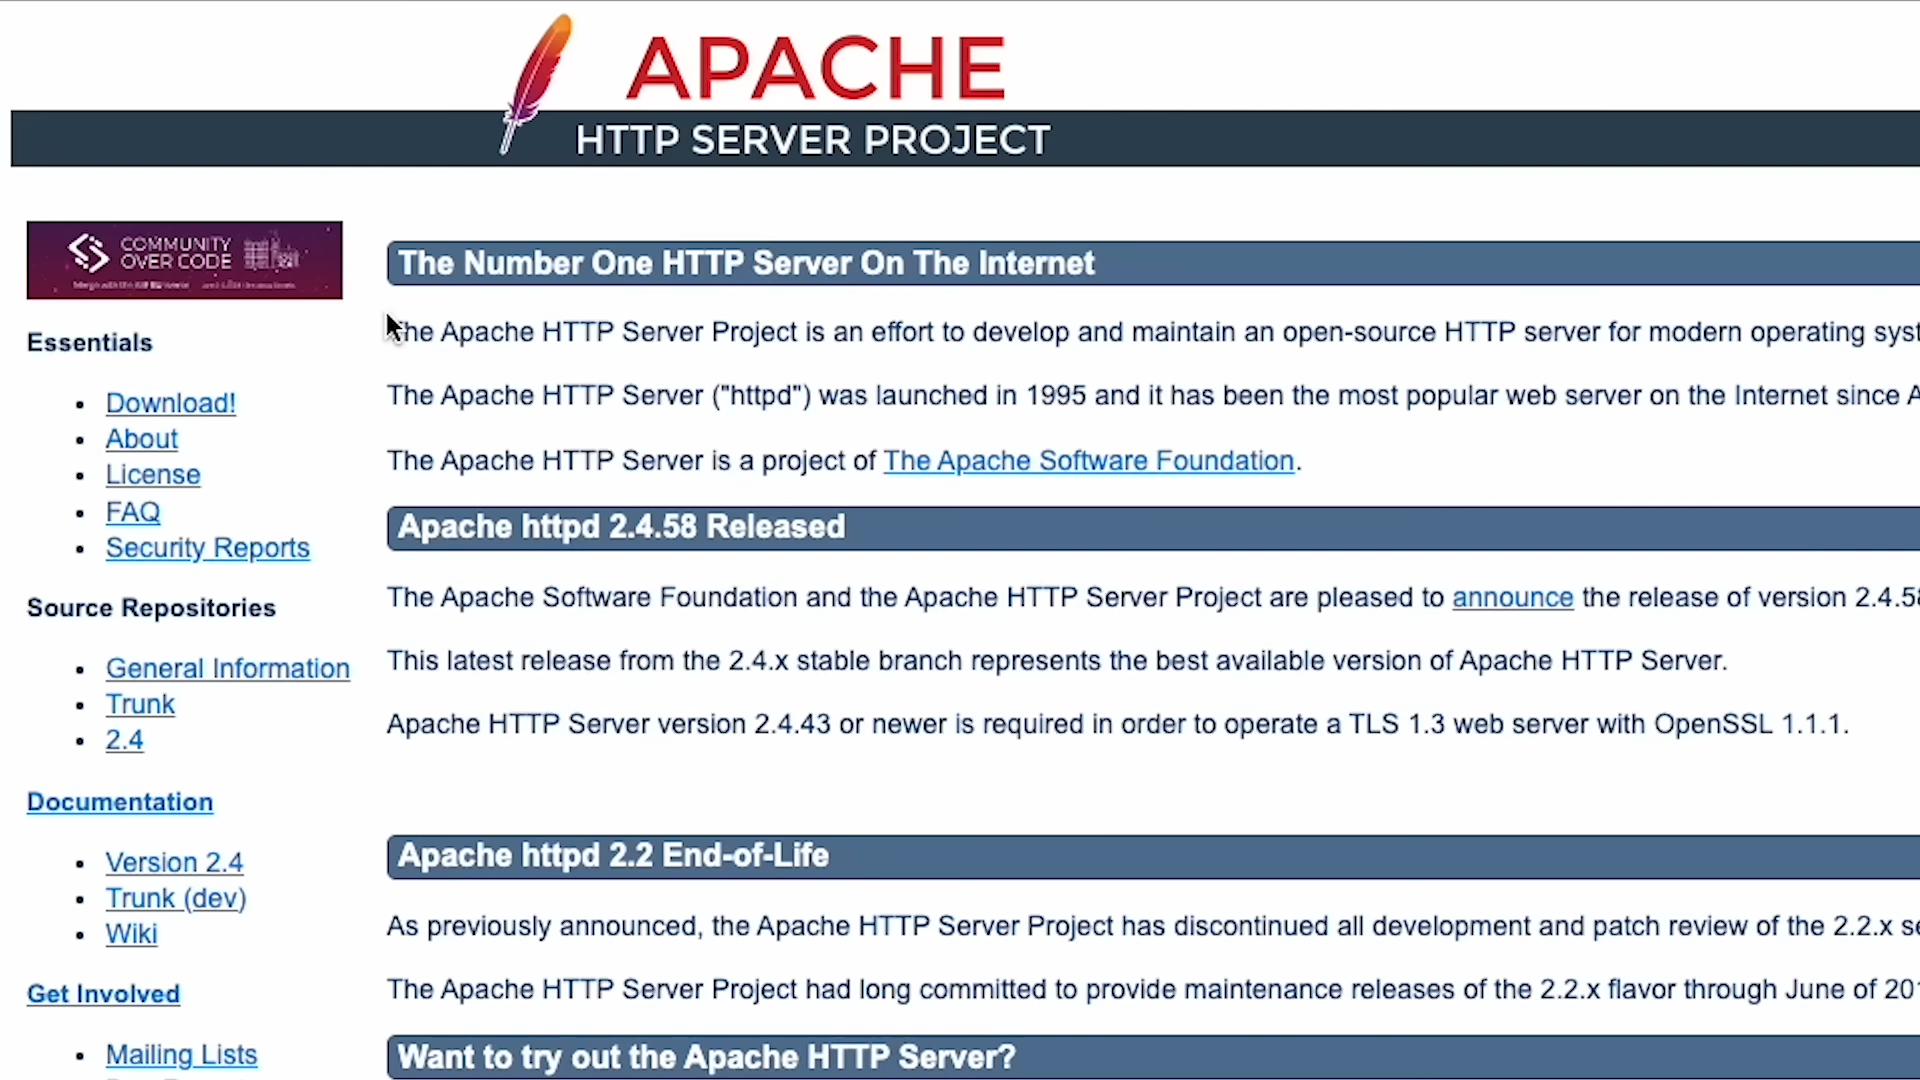 APACHE
HTTP SERVER PROJECT
COMMUNITY
OVER CODE
Essentials
Download!
About
License
FAQ
Security Reports
Source Repositories
General Information
Trunk
2.4
Documentation
Version 2.4
Trunk (dev)
Wiki
Get Involved
Mailing Lists
The Number One HTTP Server On The Internet
The Apache HTTP Server Project is an effort to develop and maintain an open-source HTTP server for modern operating syst
The Apache HTTP Server ("httpd") was launched in 1995 and it has been the most popular web server on the Internet since A
The Apache HTTP Server is a project of The Apache Software Foundation.
Apache httpd 2.4.58 Released
The Apache Software Foundation and the Apache HTTP Server Project are pleased to announce the release of version 2.4.58
This latest release from the 2.4.x stable branch represents the best available version of Apache HTTP Server.
Apache HTTP Server version 2.4.43 or newer is required in order to operate a TLS 1.3 web server with OpenSSL 1.1.1.
Apache httpd 2.2 End-of-Life
As previously announced, the Apache HTTP Server Project has discontinued all development and patch review of the 2.2.x se
The Apache HTTP Server Project had long committed to provide maintenance releases of the 2.2.x flavor through June of 201
Want to try out the Apache HTTP Server?